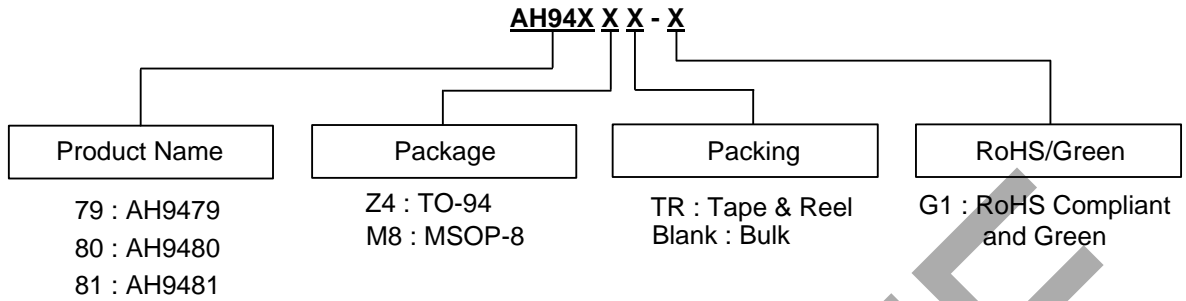 AH94X X X - X
Product Name
Package
Packing
RoHS/Green
79 : AH9479
80 : AH9480
81 : AH9481
Z4 : TO-94
M8 : MSOP-8
TR : Tape & Reel
Blank : Bulk
G1 : RoHS Compliant
and Green